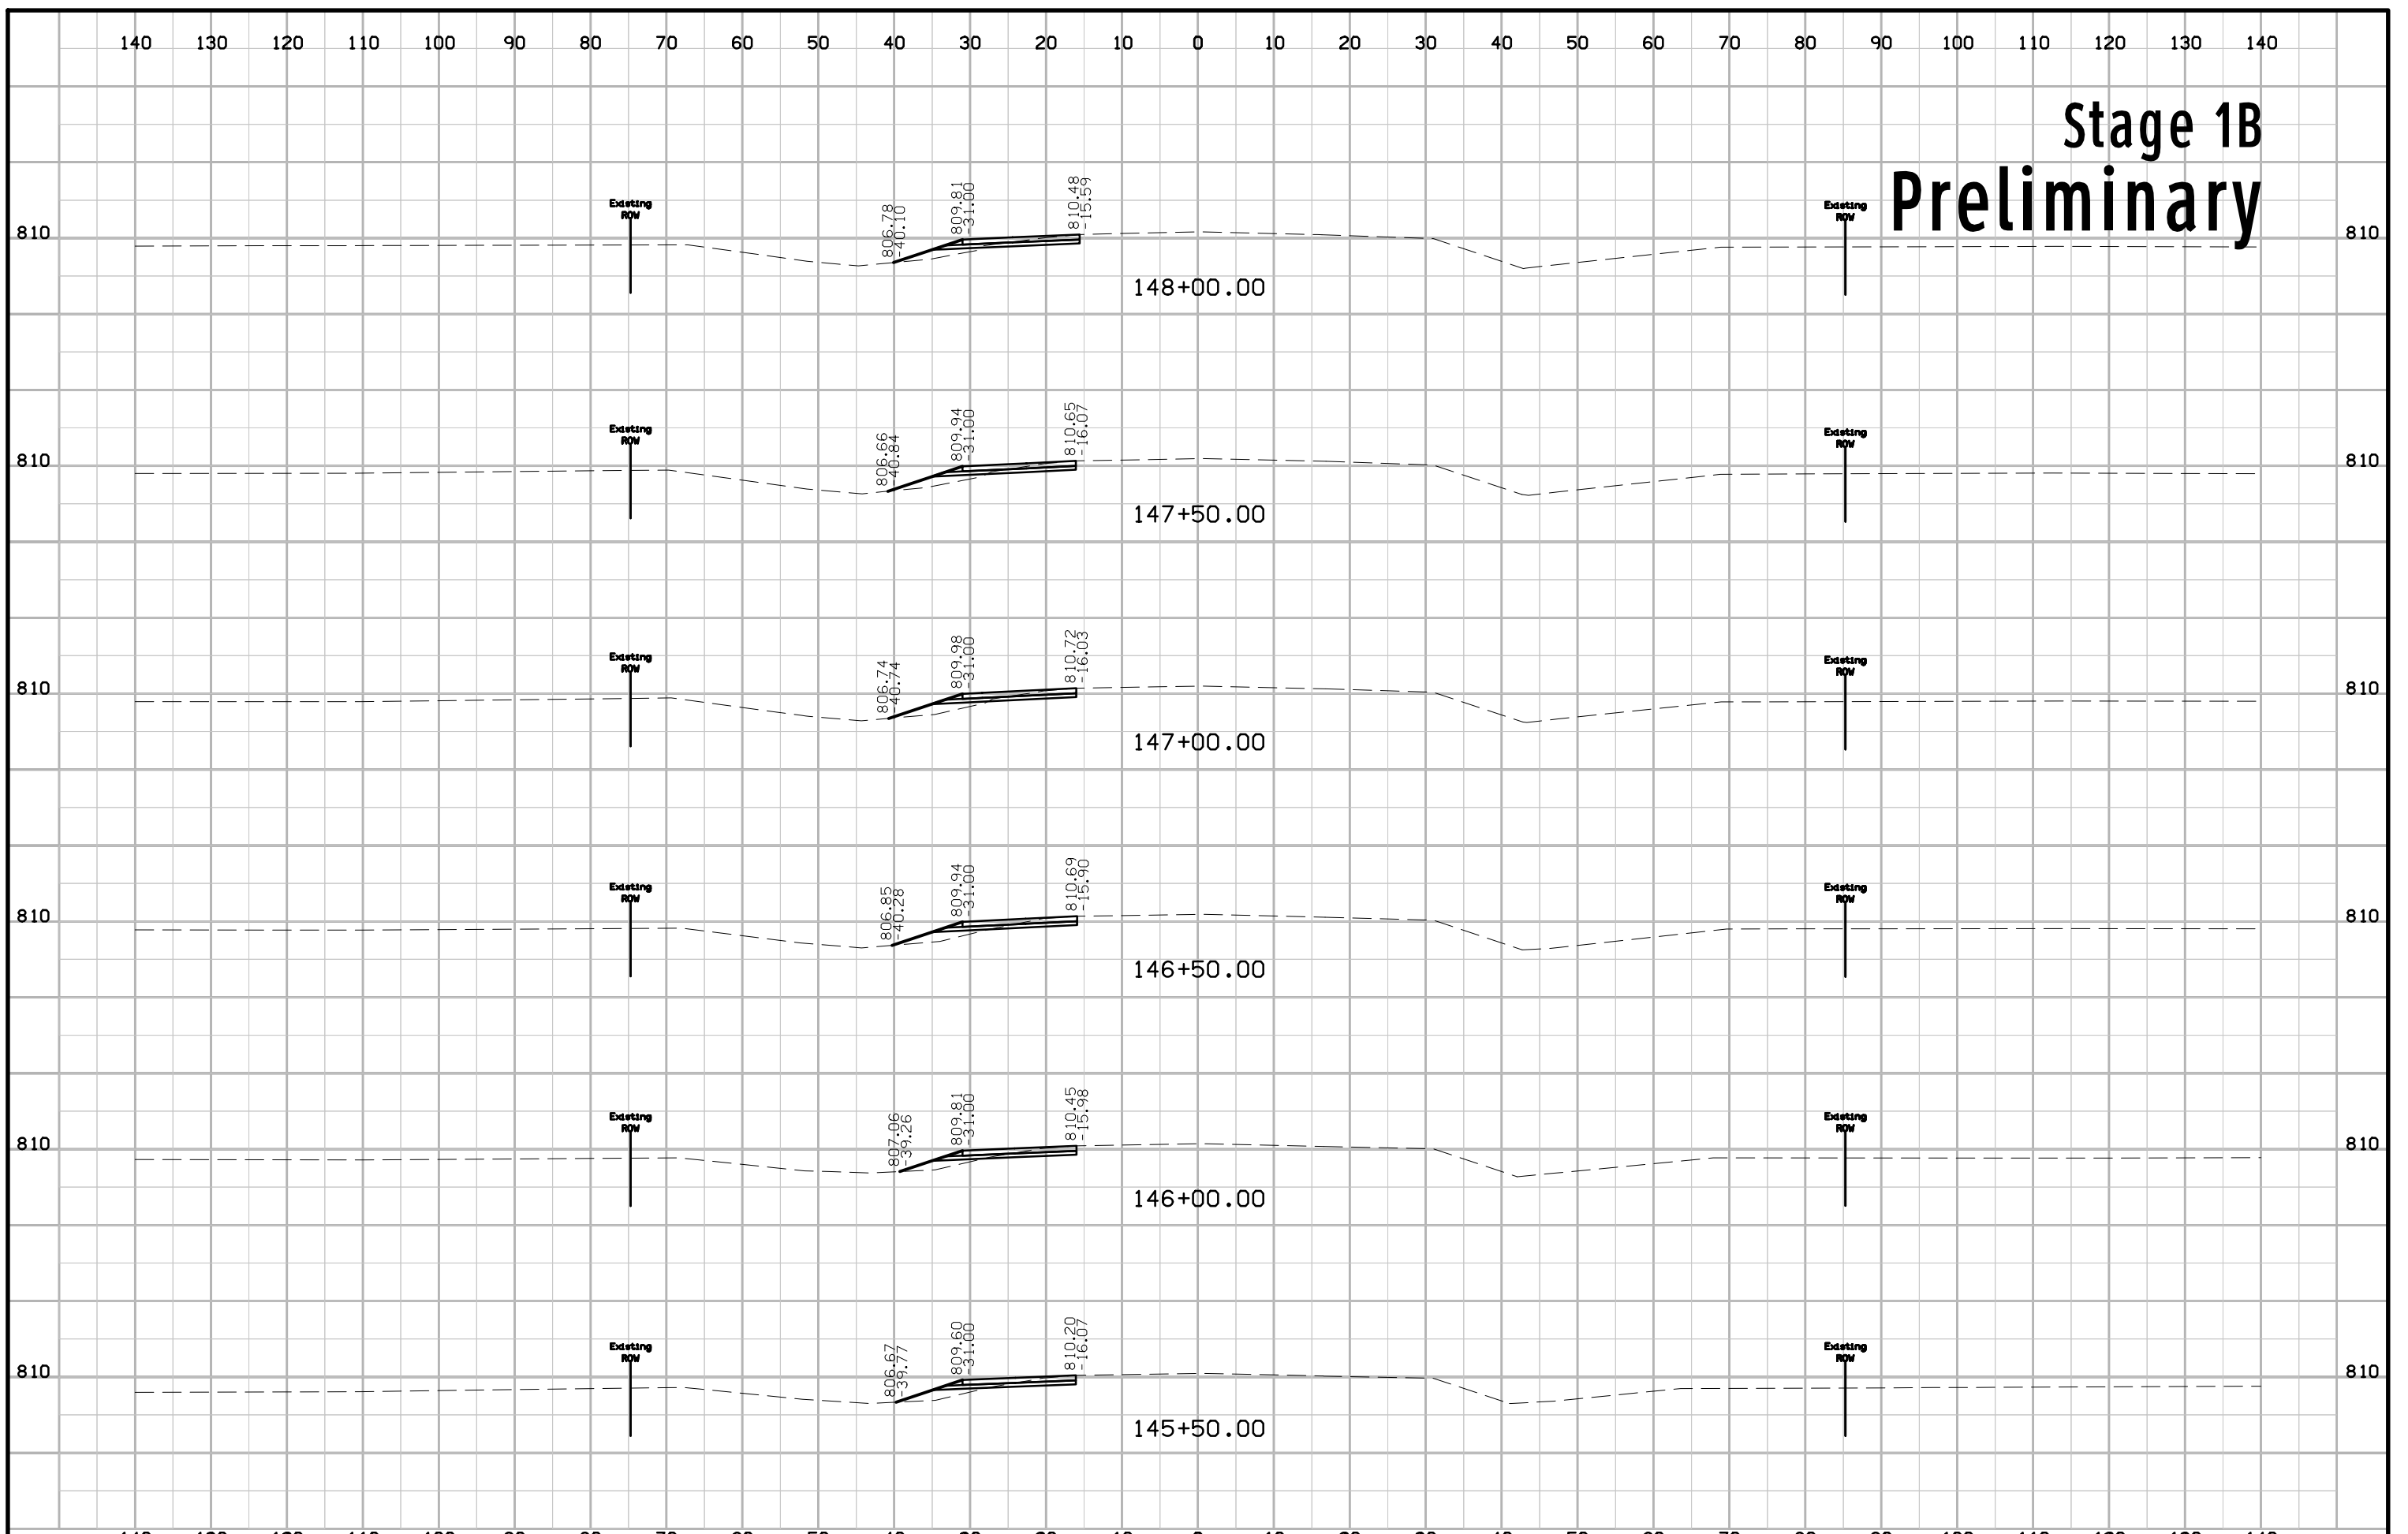 140 130 120 110 100 90 80 70 60 50 40 30 20 10 0 10 20 30 40 50 60 70 80 90 100 110 120 130 140
Stage 1B
Preliminary
Existing
ROW
806.78
-40.10
809.81
-31.00
810.48
-15.59
Existing
ROW
810
810
148+00.00
Existing
ROW
806.66
-40.84
809.94
-31.00
810.65
-16.07
Existing
ROW
810
810
147+50.00
Existing
ROW
806.74
-40.74
809.98
-31.00
810.72
-16.03
Existing
ROW
810
810
147+00.00
Existing
ROW
806.85
-40.28
809.94
-31.00
810.69
-15.90
Existing
ROW
810
810
146+50.00
Existing
ROW
807.06
-39.26
809.81
-31.00
810.45
-15.98
Existing
ROW
810
810
146+00.00
Existing
ROW
806.67
-39.77
809.60
-31.00
810.20
-16.07
Existing
ROW
810
810
145+50.00